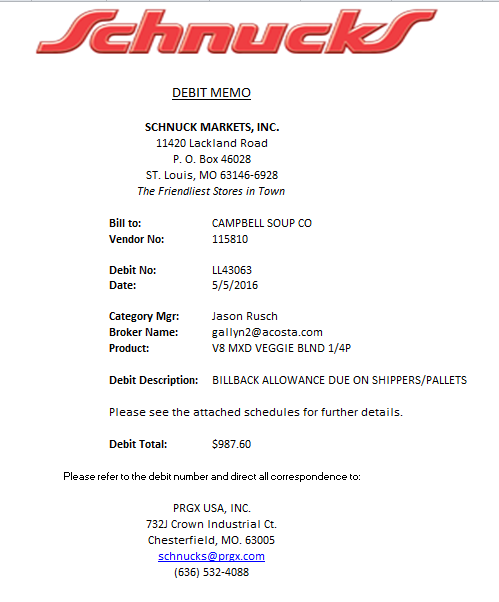 Schnucks
DEBIT MEMO
SCHNUCK MARKETS, INC.
11420 Lackland Road
P. O. Box 46028
ST. Louis, MO 63146-6928
The Friendliest Stores in Town
Bill to: CAMPBELL SOUP CO
Vendor No: 115810
Debit No: LL43063
Date: 5/5/2016
Category Mgr: Jason Rusch
Broker Name: gallyn2@acosta.com
Product: V8 MXD VEGGIE BLND 1/4P
Debit Description: BILLBACK ALLOWANCE DUE ON SHIPPERS/PALLETS
Please see the attached schedules for further details.
Debit Total: $987.60
Please refer to the debit number and direct all correspondence to:
PRGX USA, INC.
732J Crown Industrial Ct.
Chesterfield, MO. 63005
schnucks@prgx.com
(636) 532-4088